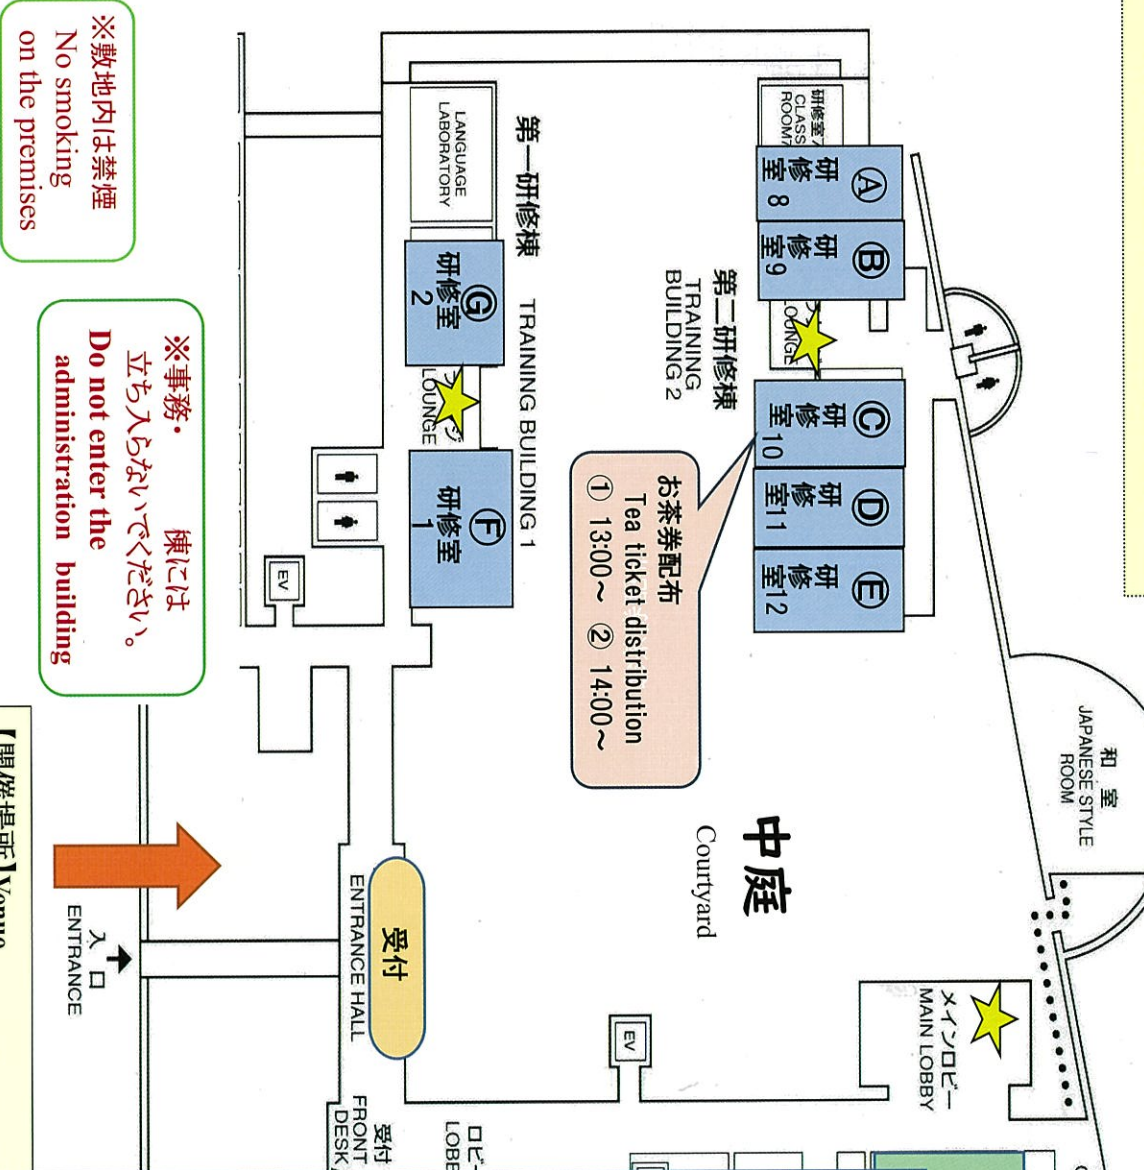 和 室
JAPANESE STYLE
ROOM
Ⓐ
研
修
室 8
Ⓑ
研
修
室9
Ⓒ
研
修
室10
Ⓓ
研
修
室11
Ⓔ
研
修
室12
CLASS
LOUNGE
メインロビー
MAIN LOBBY
中庭
Courtyard
第二研修棟
TRAINING
BUILDING 2
お茶券配布
Tea ticket distribution
① 13:00～ ② 14:00～
EV
第一研修棟 TRAINING BUILDING 1
LANGUAGE
LABORATORY
Ⓖ
研修室
2
LOUNGE
Ⓕ
研修室
1
EV
受付
ENTRANCE HALL
受付
FRONT
DESK
ロビー
※事務・ 棟には
立ち入らないでください。
Do not enter the
administration building
※敷地内は禁煙
No smoking
on the premises
入 口
ENTRANCE
【開催場所】Venue